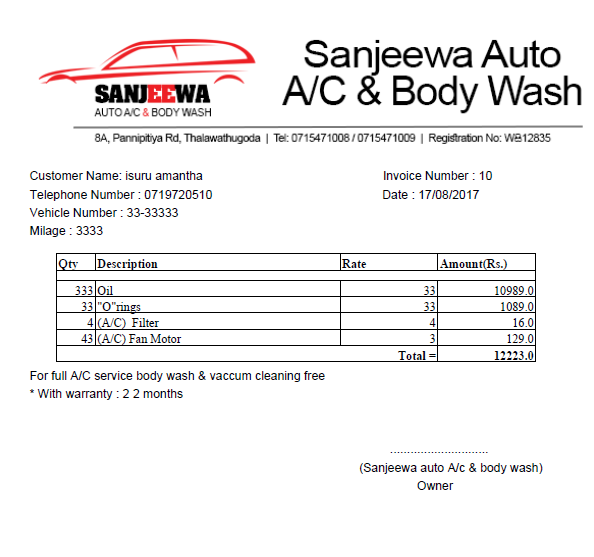 SANJEEWA
AUTO A/C & BODY WASH
Sanjeewa Auto
A/C & Body Wash
8A, Pannipitiya Rd, Thalawathugoda | Tel: 0715471008 / 0715471009 | Registration No: WB12835
Customer Name: isuru amantha Invoice Number : 10
Telephone Number : 0719720510 Date : 17/08/2017
Vehicle Number : 33-33333
Milage : 3333
Qty Description Rate Amount(Rs.)
333 Oil 33 10989.0
33 "O"rings 33 1089.0
4 (A/C) Filter 4 16.0
43 (A/C) Fan Motor 3 129.0
Total = 12223.0
For full A/C service body wash & vaccum cleaning free
* With warranty : 2 2 months
.............................
(Sanjeewa auto A/c & body wash)
Owner